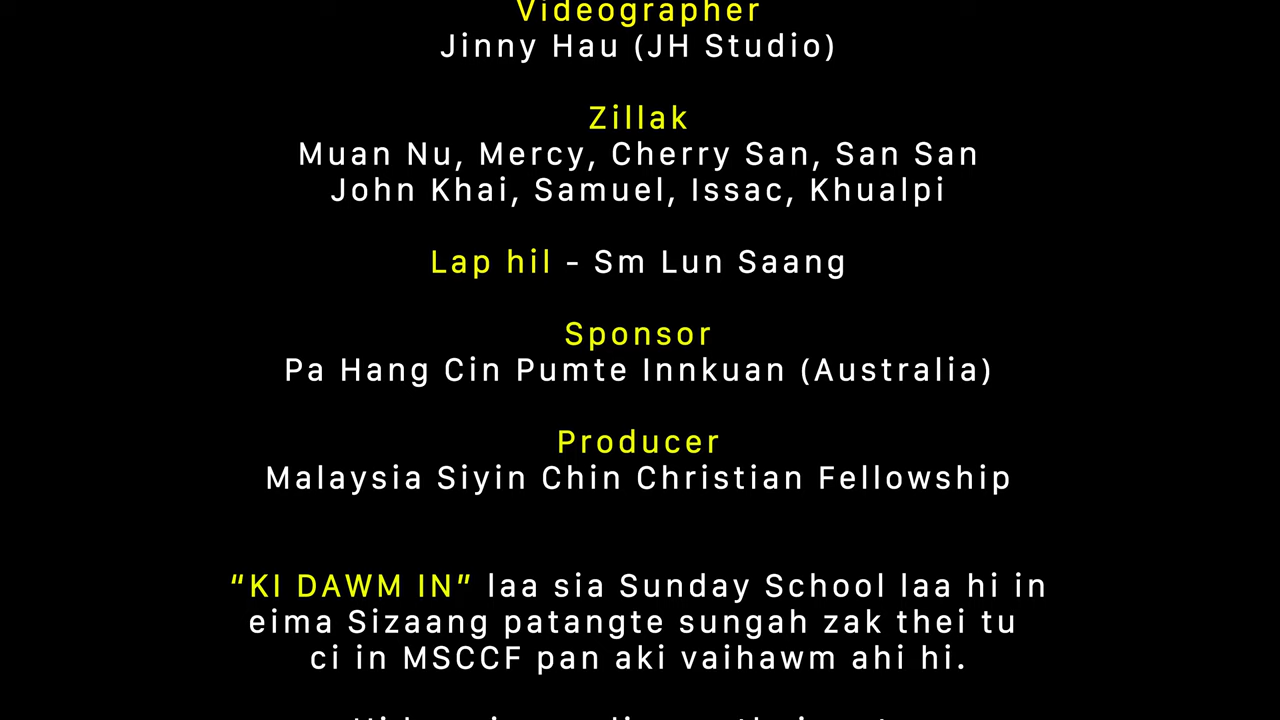 Videographer
Jinny Hau (JH Studio)
Zillak
Muan Nu, Mercy, Cherry San, San San
John Khai, Samuel, Issac, Khualpi
Lap hil - Sm Lun Saang
Sponsor
Pa Hang Cin Pumte Innkuan (Australia)
Producer
Malaysia Siyin Chin Christian Fellowship
“KI DAWM IN” laa sia Sunday School laa hi in
eima Sizaang patangte sungah zak thei tu
ci in MSCCF pan aki vaihawm ahi hi.